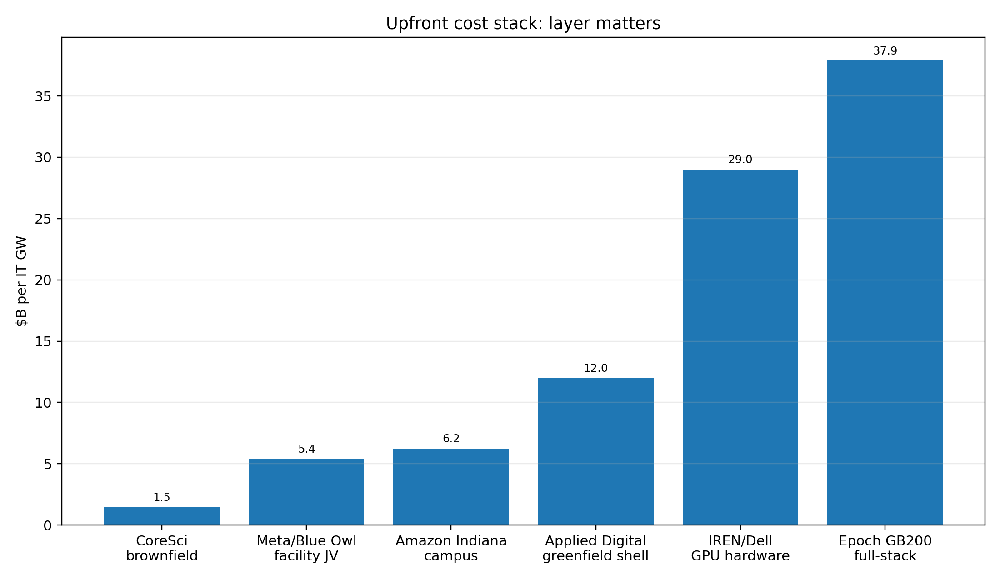 Upfront cost stack: layer matters
$B per IT GW
35
30
25
20
15
10
5
0
1.5
5.4
6.2
12.0
29.0
37.9
CoreSci
brownfield
Meta/Blue Owl
facility JV
Amazon Indiana
campus
Applied Digital
greenfield shell
IREN/Dell
GPU hardware
Epoch GB200
full-stack